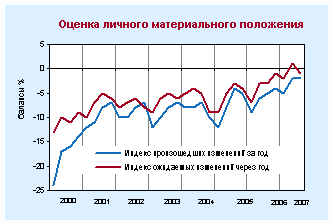 Оценка личного материального положения
Балансы %
5
0
-5
-10
-15
-20
-25
Индекс произошедших изменений за год
Индекс ожидаемых изменений через год
2000 2001 2002 2003 2004 2005 2006 2007